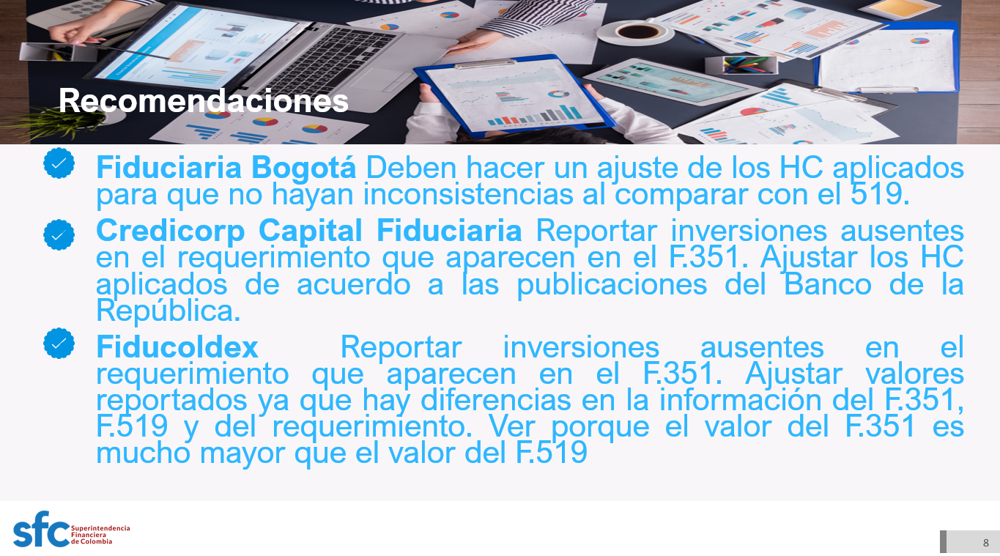 Recomendaciones
Fiduciaria Bogotá Deben hacer un ajuste de los HC aplicados
para que no hayan inconsistencias al comparar con el 519.
Credicorp Capital Fiduciaria Reportar inversiones ausentes
en el requerimiento que aparecen en el F.351. Ajustar los HC
aplicados de acuerdo a las publicaciones del Banco de la
República.
Fiducoldex Reportar inversiones ausentes en el
requerimiento que aparecen en el F.351. Ajustar valores
reportados ya que hay diferencias en la información del F.351,
F.519 y del requerimiento. Ver porque el valor del F.351 es
mucho mayor que el valor del F.519
sfc
Superintendencia
Financiera
de Colombia
8